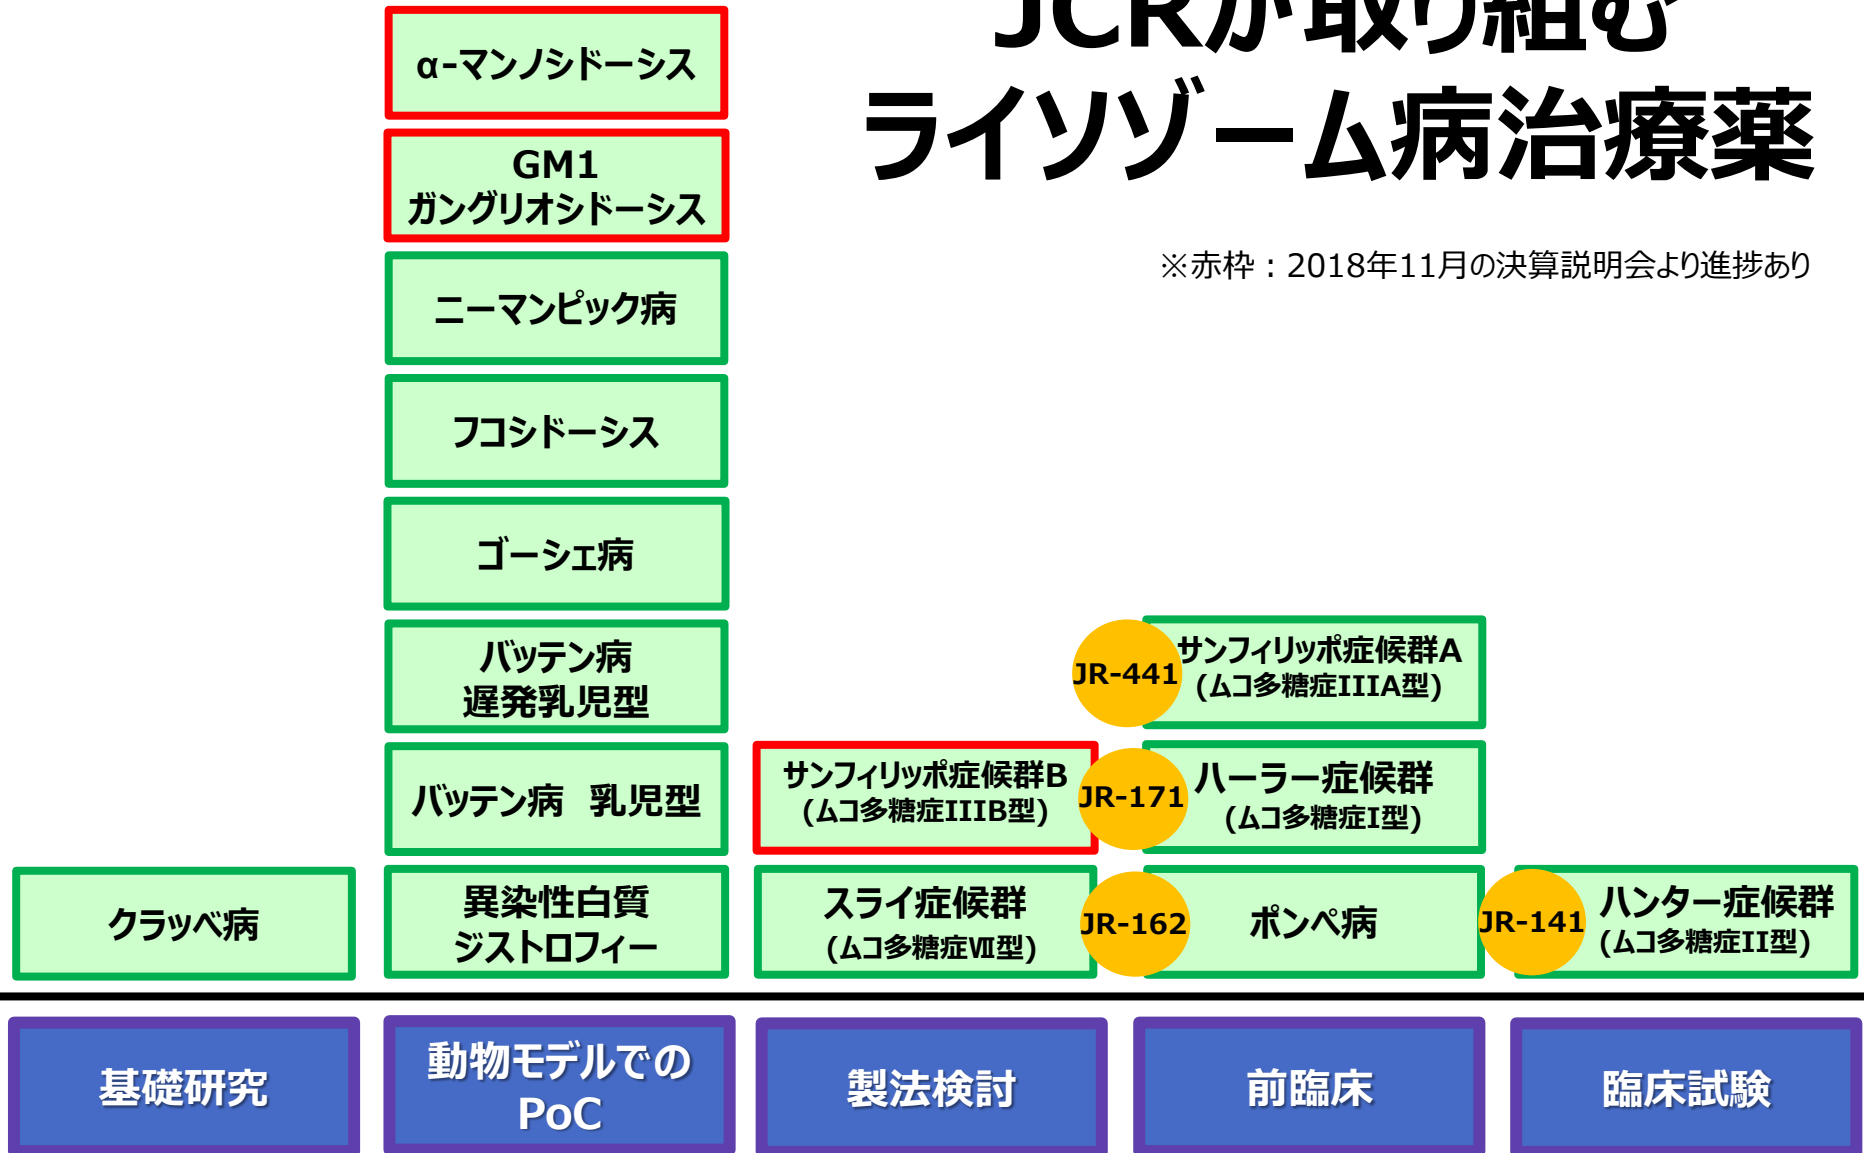 JCRが取り組む
ライソゾーム病治療薬
※赤枠：2018年11月の決算説明会より進捗あり
α-マンノシドーシス
GM1
ガングリオシドーシス
ニーマンピック病
フコシドーシス
ゴーシェ病
バッテン病
遅発乳児型
バッテン病　乳児型
異染性白質
ジストロフィー
クラッベ病
サンフィリッポ症候群B
(ムコ多糖症IIIB型)
スライ症候群
(ムコ多糖症Ⅶ型)
JR-441
サンフィリッポ症候群A
(ムコ多糖症IIIA型)
JR-171
ハーラー症候群
(ムコ多糖症I型)
JR-162
ポンペ病
JR-141
ハンター症候群
(ムコ多糖症II型)
基礎研究
動物モデルでの
PoC
製法検討
前臨床
臨床試験